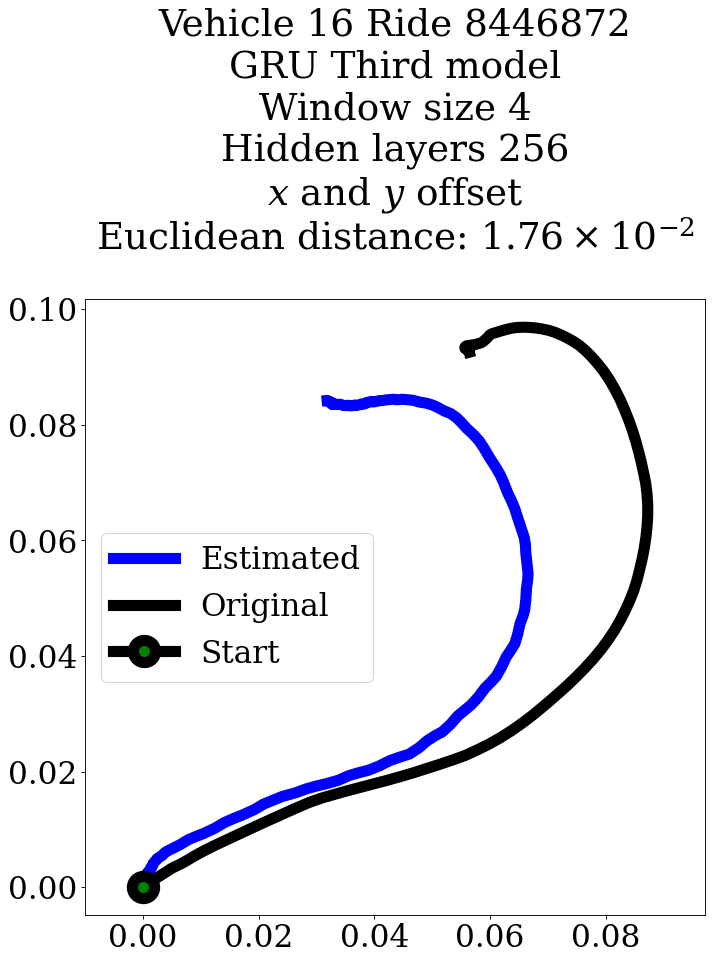 Vehicle 16 Ride 8446872
GRU Third model
Window size 4
Hidden layers 256
x and y offset
Euclidean distance: 1.76 × 10⁻²
0.10
0.08
0.06
0.04
0.02
0.00
Estimated
Original
Start
0.00 0.02 0.04 0.06 0.08